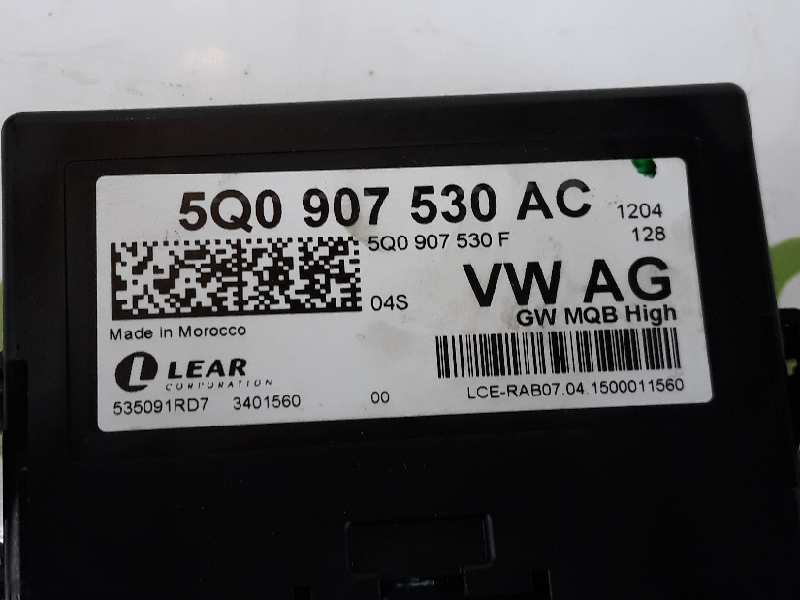 5Q0 907 530 AC 1204
5Q0 907 530 F 128
04S VW AG
GW MQB High
Made in Morocco
LEAR
CORPORATION
535091RD7 3401560 00 LCE-RAB07.04.1500011560